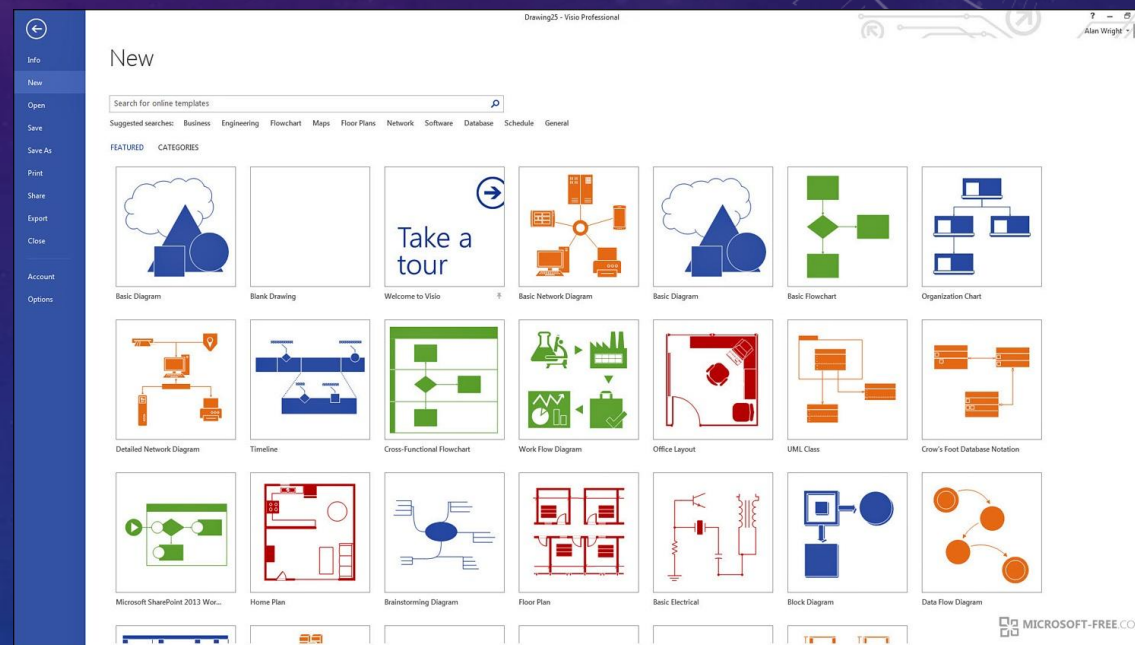 Drawing25 - Visio Professional
? –
Alan Wright
Info
New
Open
Save
Save As
Print
Share
Export
Close
Account
Options
New
Search for online templates
Suggested searches: Business Engineering Flowchart Maps Floor Plans Network Software Database Schedule General
FEATURED CATEGORIES
Take a
tour
Basic Diagram Blank Drawing Welcome to Visio Basic Network Diagram Basic Diagram Basic Flowchart Organization Chart
Detailed Network Diagram Timeline Cross-Functional Flowchart Work Flow Diagram Office Layout UML Class Crow's Foot Database Notation
Microsoft SharePoint 2013 Wor... Home Plan Brainstorming Diagram Floor Plan Basic Electrical Block Diagram Data Flow Diagram
MICROSOFT-FREE.CO